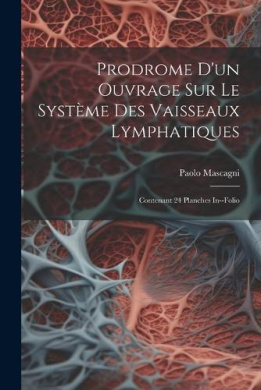 Prodrome D'un
Ouvrage Sur Le
Système Des Vaisseaux
Lymphatiques
Paolo Mascagni
Contenant 24 Planches In--Folio